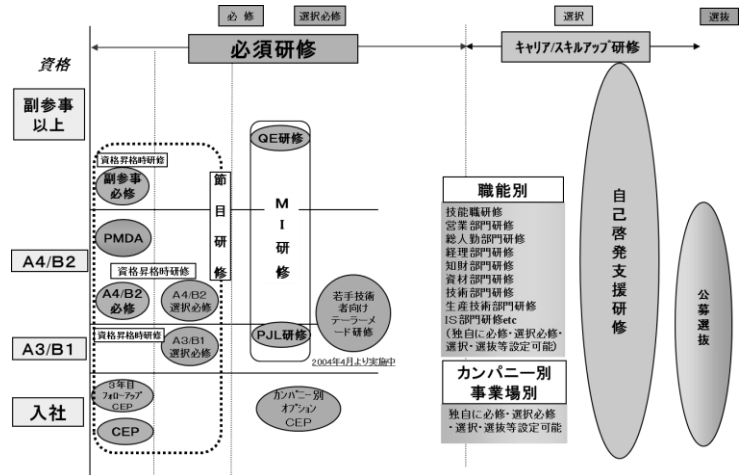 必 修
選択必修
選択
選抜
必須研修
キャリア/スキルアップ研修
資格
副参事
以上
資格昇格時研修
副参事
必修
節目研修
QE研修
MI研修
PJL研修
PMDA
A4/B2
資格昇格時研修
A4/B2
必修
A4/B2
選択必修
若手技術
者向け
テーラーメ
ード研修
2004年4月より実施中
A3/B1
資格昇格時研修
A3/B1
選択必修
入社
3年目
フォローアップ
CEP
CEP
カンパニー別
オプション
CEP
職能別
技能職研修
営業部門研修
総人勤部門研修
経理部門研修
知財部門研修
資材部門研修
技術部門研修
生産技術部門研修
IS部門研修etc
(独自に必修・選択必修・
選択・選抜等設定可能)
カンパニー別
事業場別
独自に必修・選択必修
・選択・選抜等設定可能
自己啓発支援研修
公募選抜